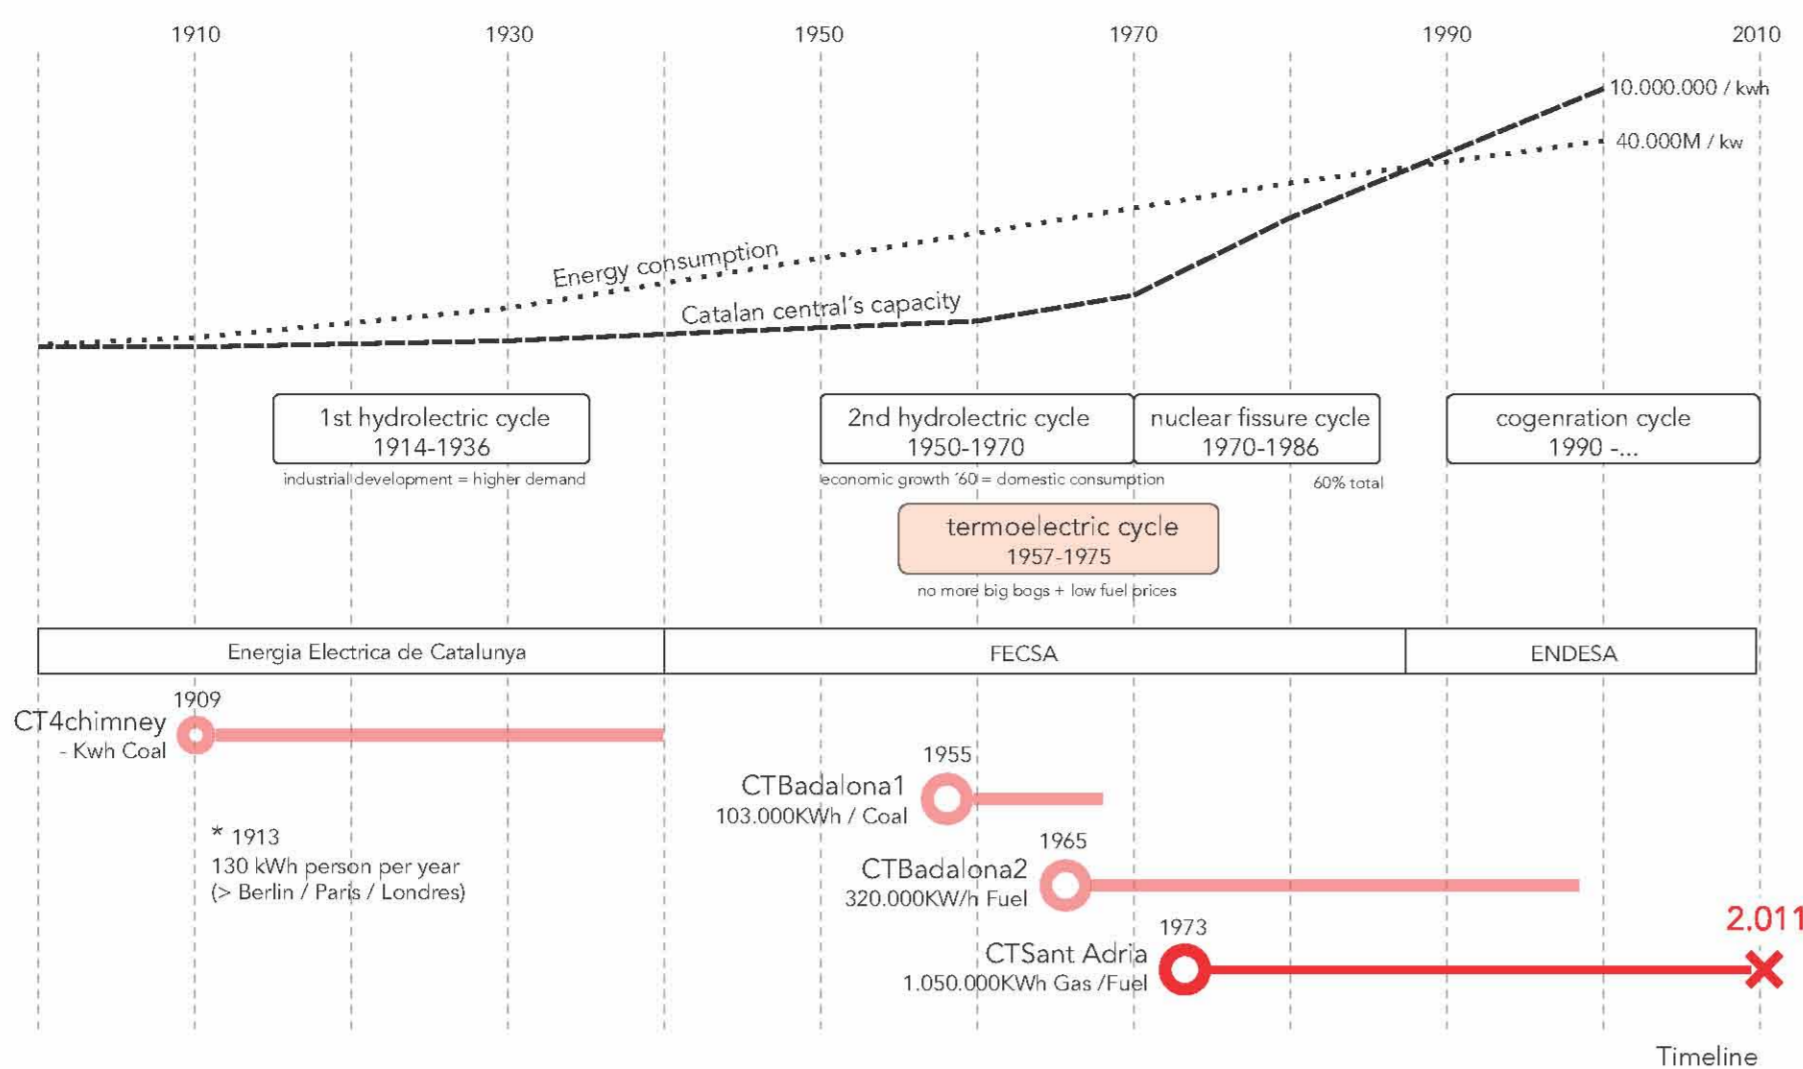 1910 1930 1950 1970 1990 2010
10.000.000 / kwh
40.000M / kw
Energy consumption
Catalan central´s capacity
1st hydrolectric cycle
1914-1936
industrial development = higher demand
2nd hydrolectric cycle
1950-1970
economic growth ´60 = domestic consumption
nuclear fissure cycle
1970-1986
60% total
cogenration cycle
1990 -...
termoelectric cycle
1957-1975
no more big bogs + low fuel prices
Energia Electrica de Catalunya
FECSA
ENDESA
1909
CT4chimney
- Kwh Coal
1955
CTBadalona1
103.000KWh / Coal
* 1913
130 kWh person per year
(> Berlin / París / Londres)
1965
CTBadalona2
320.000KW/h Fuel
2.011
1973
CTSant Adria
1.050.000KWh Gas /Fuel
Timeline